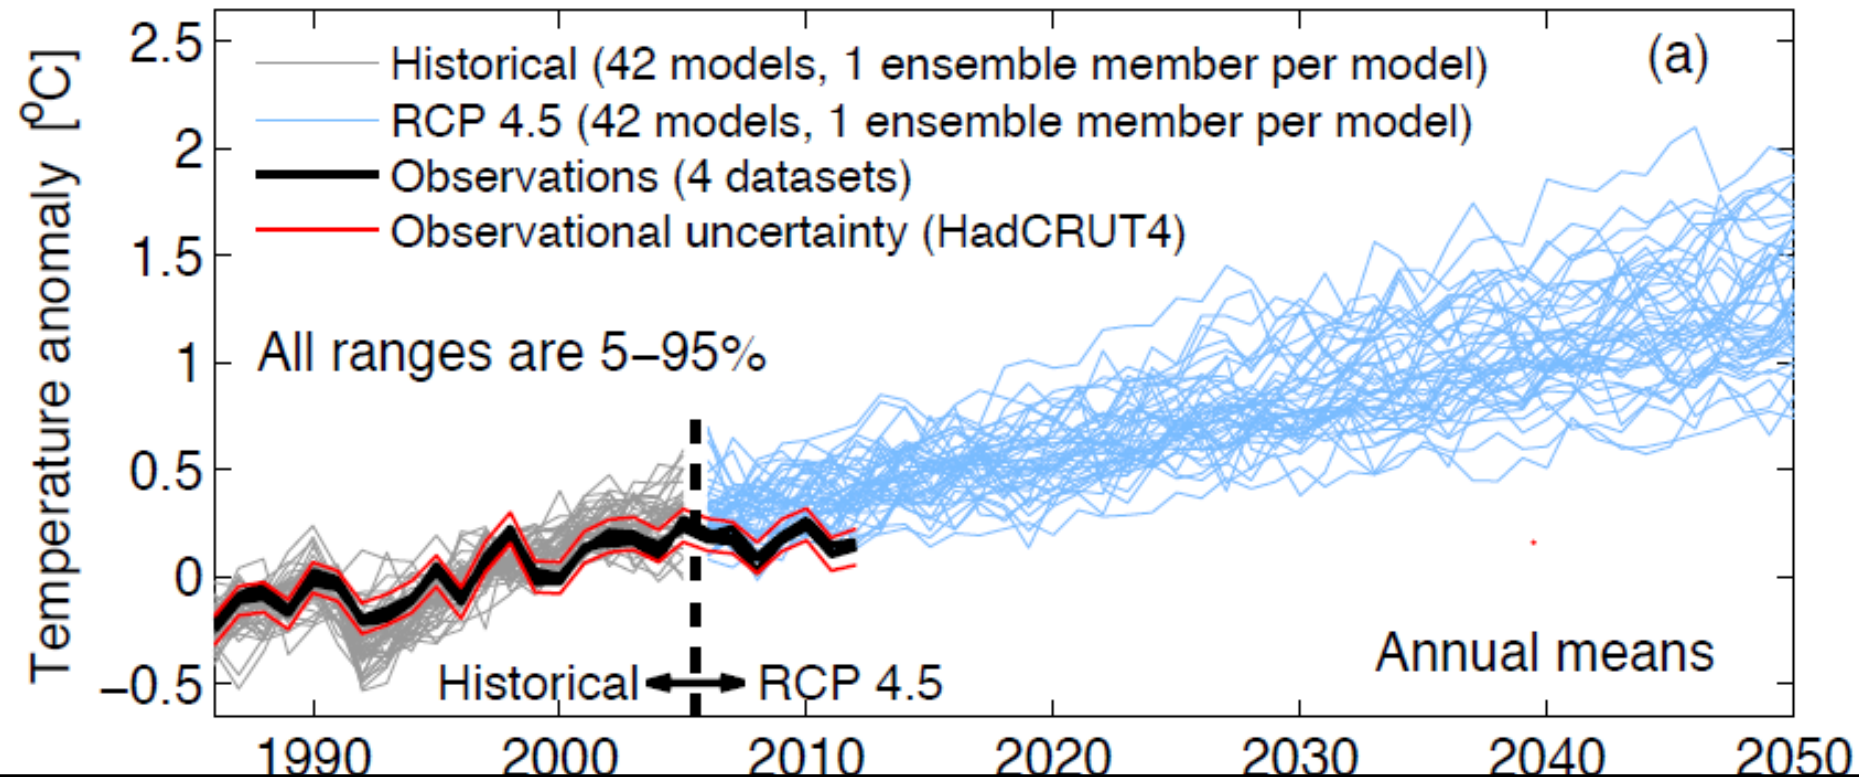 (a)
Historical (42 models, 1 ensemble member per model)
RCP 4.5 (42 models, 1 ensemble member per model)
Observations (4 datasets)
Observational uncertainty (HadCRUT4)
All ranges are 5–95%
Annual means
Historical
RCP 4.5
Temperature anomaly [°C]
2.5
2
1.5
1
0.5
0
−0.5
1990 2000 2010 2020 2030 2040 2050